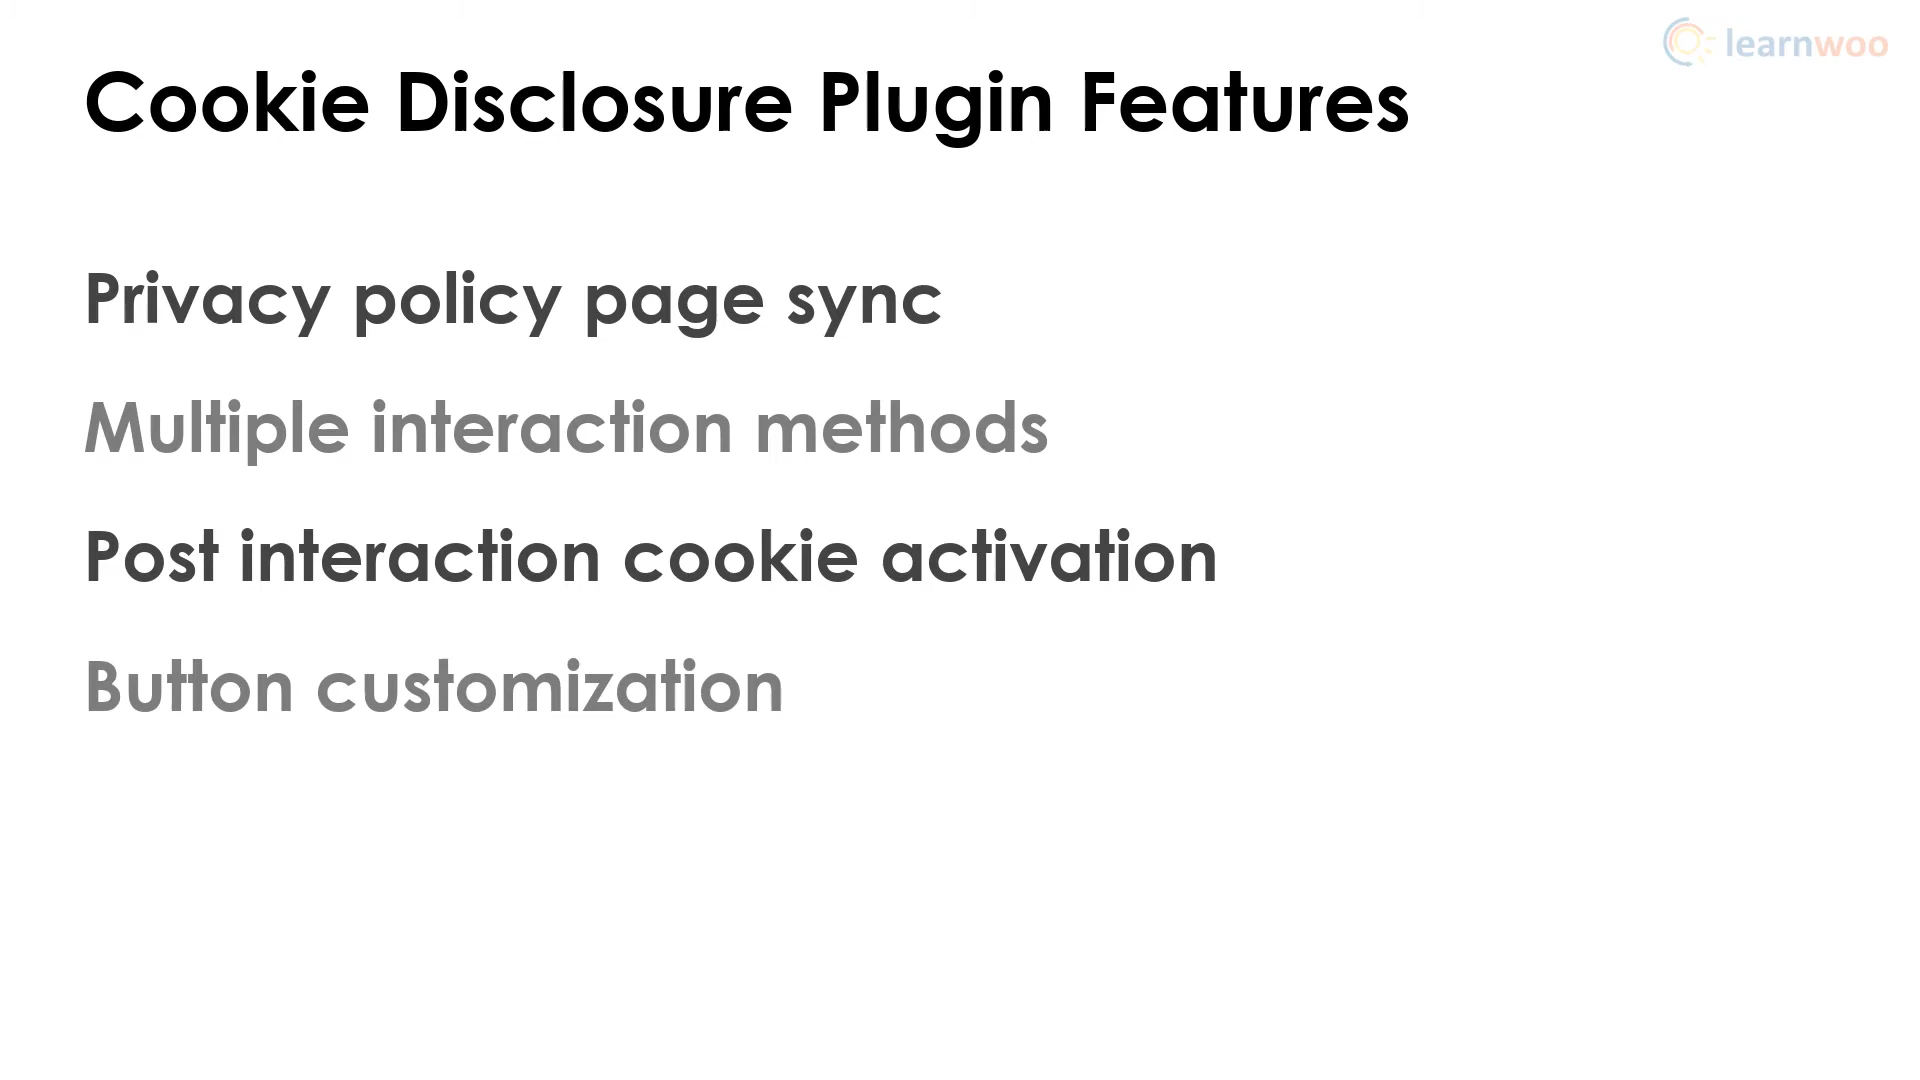 learnwoo
Cookie Disclosure Plugin Features
Privacy policy page sync
Multiple interaction methods
Post interaction cookie activation
Button customization